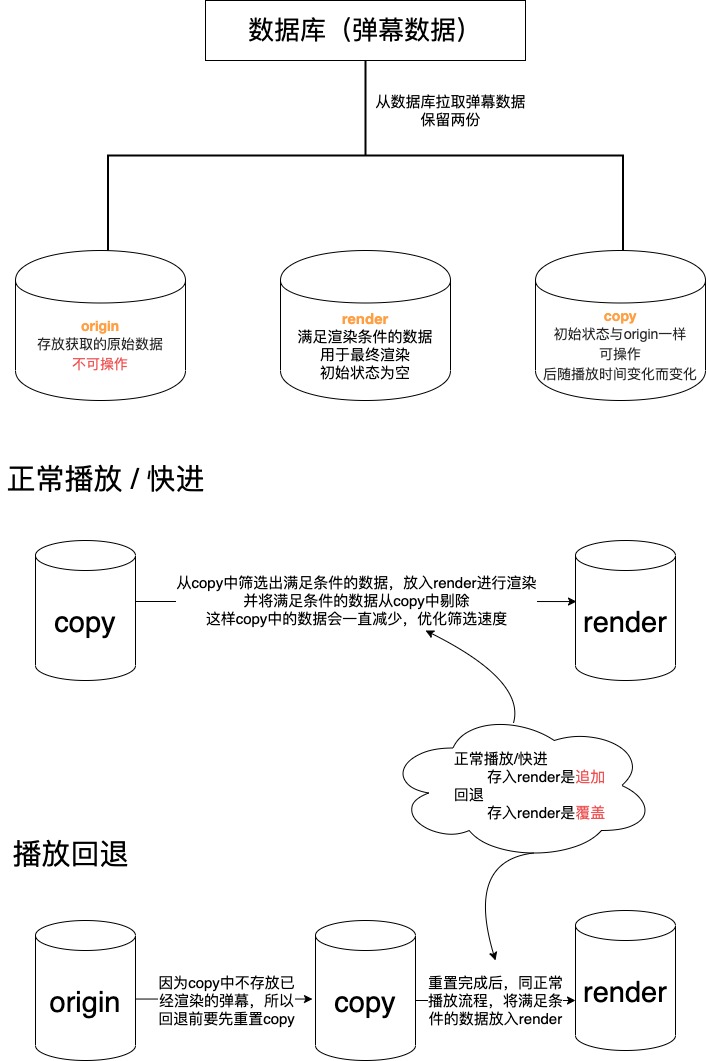 数据库（弹幕数据）
从数据库拉取弹幕数据
保留两份
origin
存放获取的原始数据
不可操作
render
满足渲染条件的数据
用于最终渲染
初始状态为空
copy
初始状态与origin一样
可操作
后随播放时间变化而变化
正常播放 / 快进
copy
从copy中筛选出满足条件的数据，放入render进行渲染
并将满足条件的数据从copy中剔除
这样copy中的数据会一直减少，优化筛选速度
render
正常播放/快进
存入render是追加
回退
存入render是覆盖
播放回退
origin
因为copy中不存放已
经渲染的弹幕，所以
回退前要先重置copy
copy
重置完成后，同正常
播放流程，将满足条
件的数据放入render
render